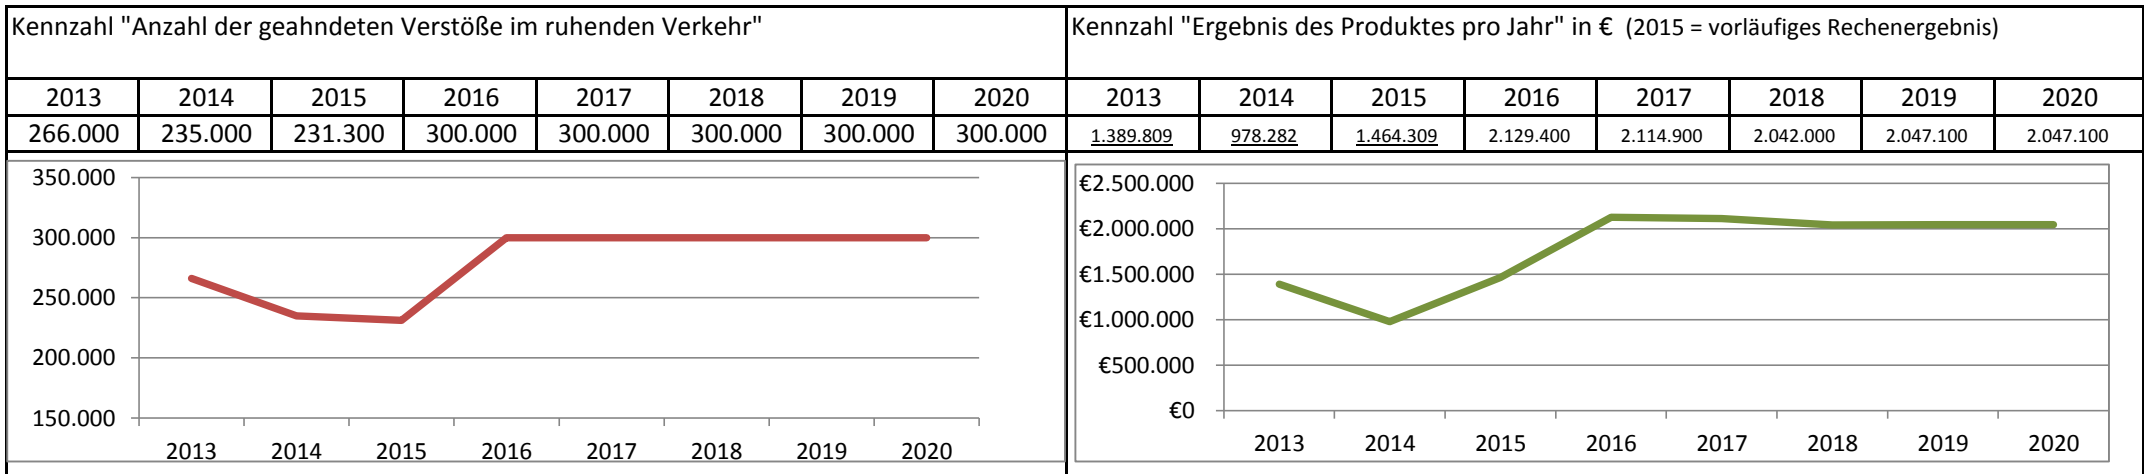 Kennzahl "Anzahl der geahndeten Verstöße im ruhenden Verkehr"
2013 2014 2015 2016 2017 2018 2019 2020
266.000 235.000 231.300 300.000 300.000 300.000 300.000 300.000
350.000
300.000
250.000
200.000
150.000
2013 2014 2015 2016 2017 2018 2019 2020
Kennzahl "Ergebnis des Produktes pro Jahr" in € (2015 = vorläufiges Rechenergebnis)
2013 2014 2015 2016 2017 2018 2019 2020
1.389.809 978.282 1.464.309 2.129.400 2.114.900 2.042.000 2.047.100 2.047.100
€2.500.000
€2.000.000
€1.500.000
€1.000.000
€500.000
€0
2013 2014 2015 2016 2017 2018 2019 2020